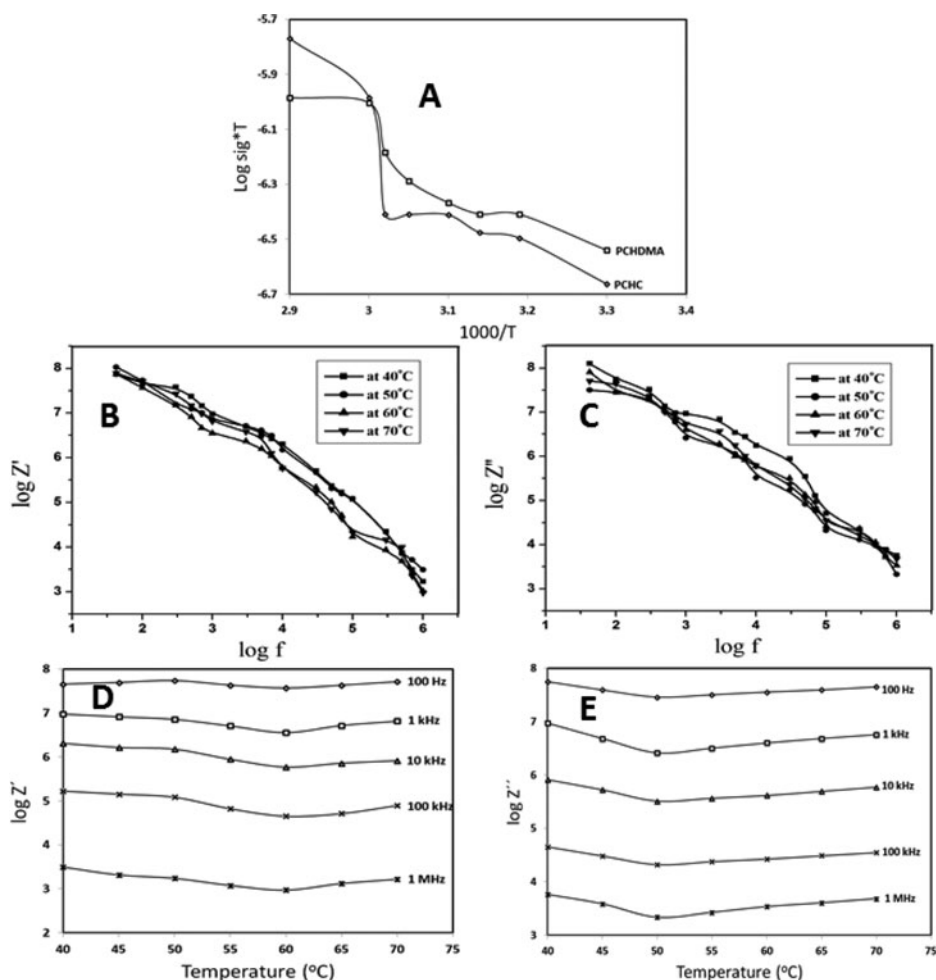 A
Log sig*T
-5.7
-5.9
-6.1
-6.3
-6.5
-6.7
PCHDMA
PCHC
2.9 3 3.1 3.2 3.3 3.4
1000/T
B
log Z'
8
7
6
5
4
3
at 40°C
at 50°C
at 60°C
at 70°C
1 2 3 4 5 6
log f
C
log Z"
8
7
6
5
4
3
at 40°C
at 50°C
at 60°C
at 70°C
1 2 3 4 5 6
log f
D
log Z′
8
7
6
5
4
3
2
100 Hz
1 kHz
10 kHz
100 kHz
1 MHz
40 45 50 55 60 65 70 75
Temperature (°C)
E
log Z′′
8
7
6
5
4
3
100 Hz
1 kHz
10 kHz
100 kHz
1 MHz
40 45 50 55 60 65 70 75
Temperature (°C)